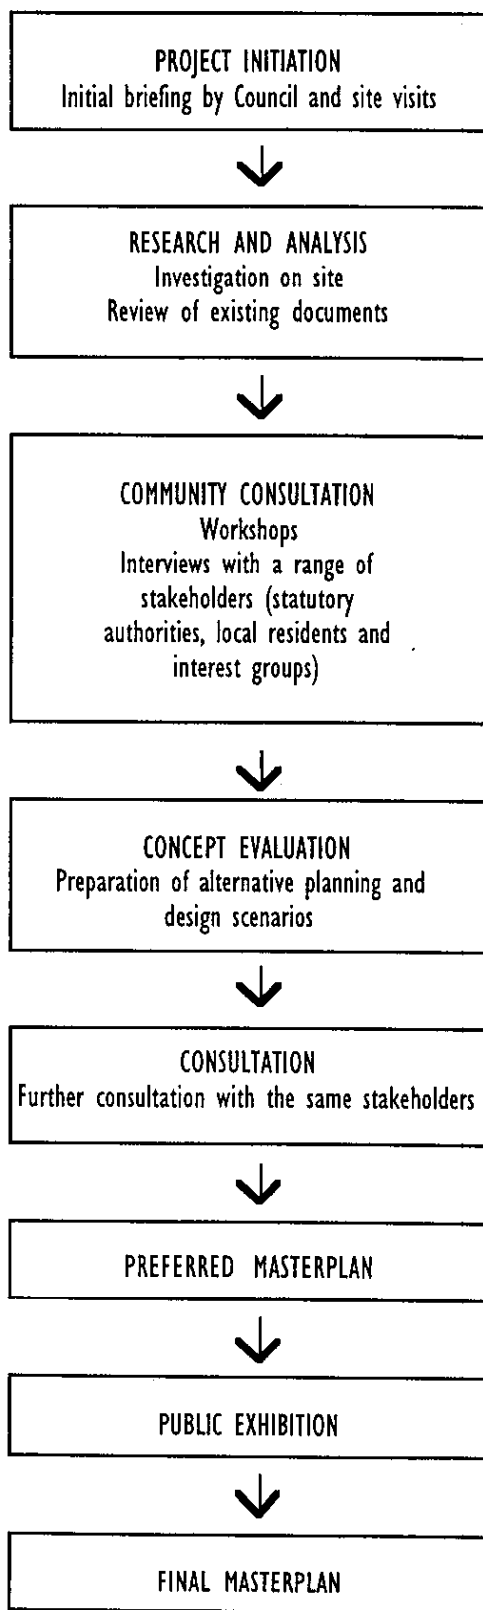 PROJECT INITIATION
Initial briefing by Council and site visits
RESEARCH AND ANALYSIS
Investigation on site
Review of existing documents
COMMUNITY CONSULTATION
Workshops
Interviews with a range of
stakeholders (statutory
authorities, local residents and
interest groups)
CONCEPT EVALUATION
Preparation of alternative planning and
design scenarios
CONSULTATION
Further consultation with the same stakeholders
PREFERRED MASTERPLAN
PUBLIC EXHIBITION
FINAL MASTERPLAN